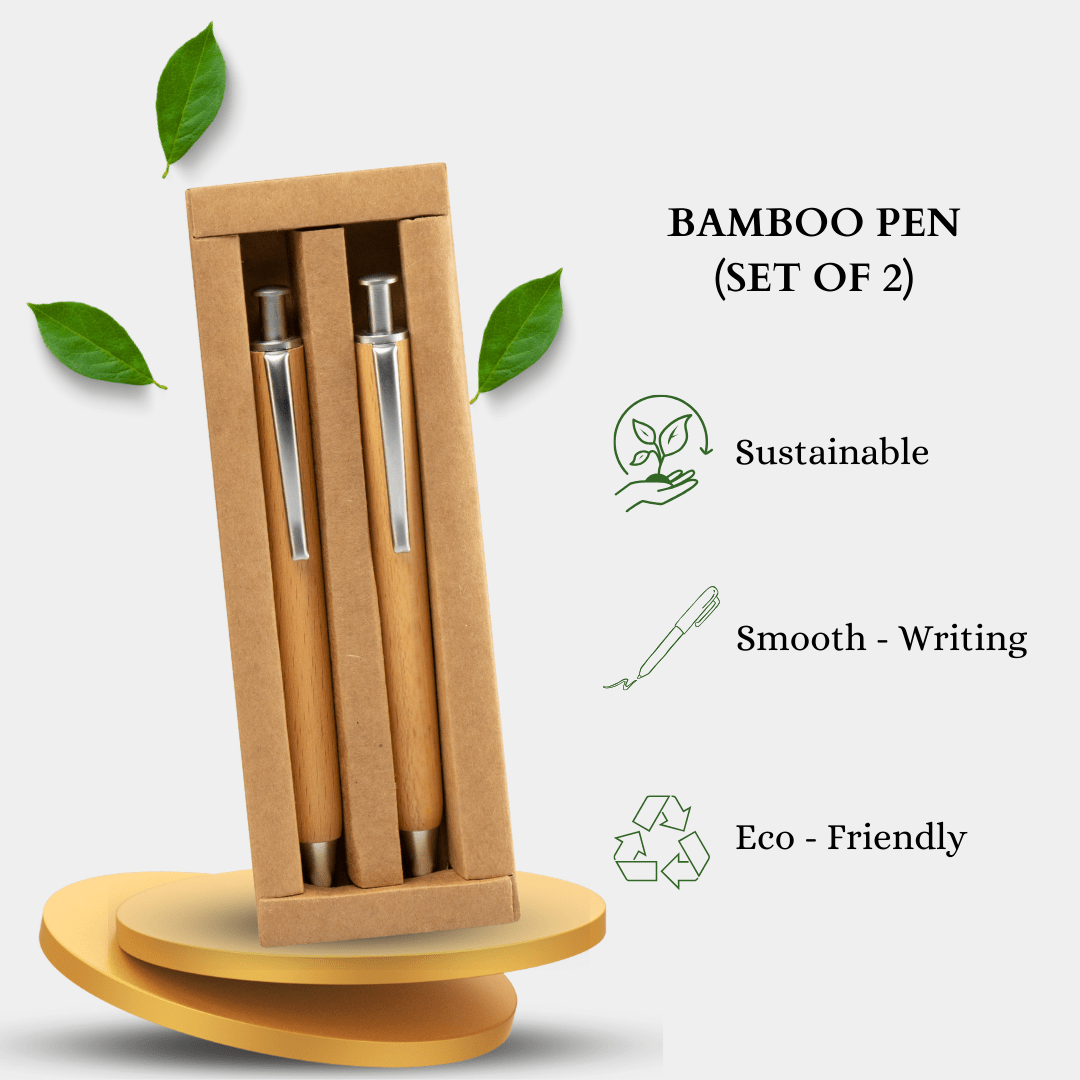 BAMBOO PEN
(SET OF 2)
Sustainable
Smooth - Writing
Eco - Friendly